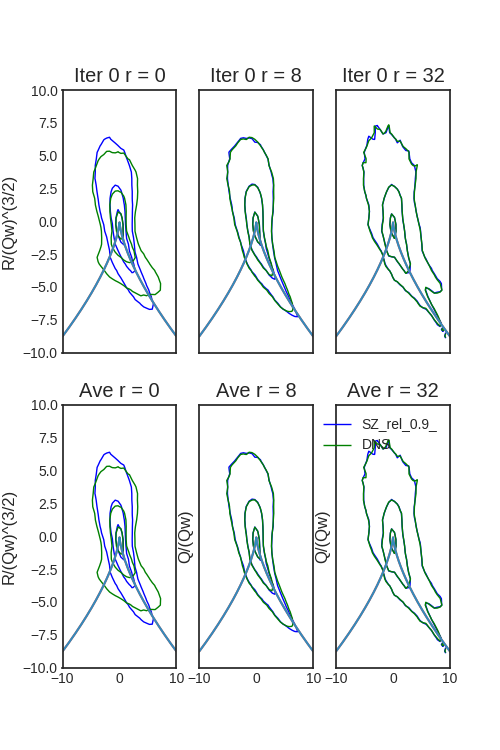 Iter 0 r = 0 Iter 0 r = 8 Iter 0 r = 32
10.0
7.5
5.0
2.5
0.0
−2.5
−5.0
−7.5
−10.0
R/(Qw)^(3/2)
Ave r = 0 Ave r = 8 Ave r = 32
10.0
7.5
5.0
2.5
0.0
−2.5
−5.0
−7.5
−10.0
R/(Qw)^(3/2)
Q/(Qw)
Q/(Qw)
SZ_rel_0.9_
DNS
−10 0 10 −10 0 10 −10 0 10